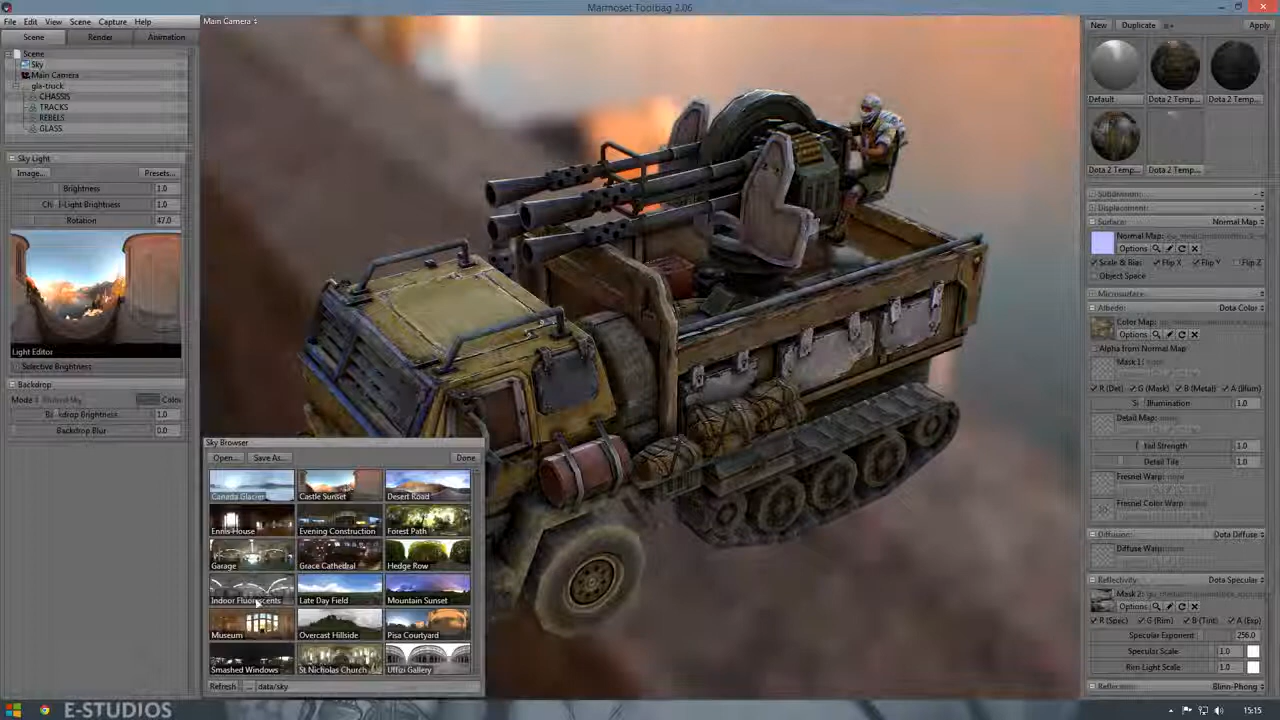 Marmoset Toolbag 2.06
File Edit View Scene Capture Help
Main Camera
New Duplicate Apply
Scene Render Animation
Scene
Sky
Main Camera
gla-truck
CHASSIS
TRACKS
REBELS
GLASS
Sky Light
Image... Presets...
Brightness 1.0
Light Brightness 1.0
Rotation 47.0
Light Editor
Selective Brightness
Backdrop
Mode Color
Backdrop Brightness 1.0
Backdrop Blur 0.0
Sky Browser
Open... Save As... Done
Canada Glacier Castle Sunset Desert Road
Ennis House Evening Construction Forest Path
Garage Grace Cathedral Hedge Row
Indoor Fluorescents Late Day Field Mountain Sunset
Museum Overcast Hillside Pisa Courtyard
Smashed Windows St Nicholas Church Uffizi Gallery
Refresh ... data/sky
Default Dota 2 Temp... Dota 2 Temp...
Dota 2 Temp... Dota 2 Temp...
Subdivision:
Displacement:
Surface: Normal Map
Normal Map:
Options
Scale & Bias Flip X Flip Y Flip Z
Object Space
Microsurface:
Albedo: Dota Color
Color Map:
Options
Alpha from Normal Map
Mask 1:
R (Det) G (Mask) B (Metal) A (Illum)
Illumination 1.0
Detail Map:
Strength 1.0
Detail Tile 1.0
Fresnel Warp:
Fresnel Color Warp:
Diffusion: Dota Diffuse
Diffuse Warp:
Reflectivity: Dota Specular
Mask 2:
Options
R (Spec) G (Rim) B (Tint) A (Exp)
Specular Exponent 256.0
Specular Scale 1.0
Rim Light Scale 1.0
Reflection: Blinn-Phong
E-STUDIOS
15:15